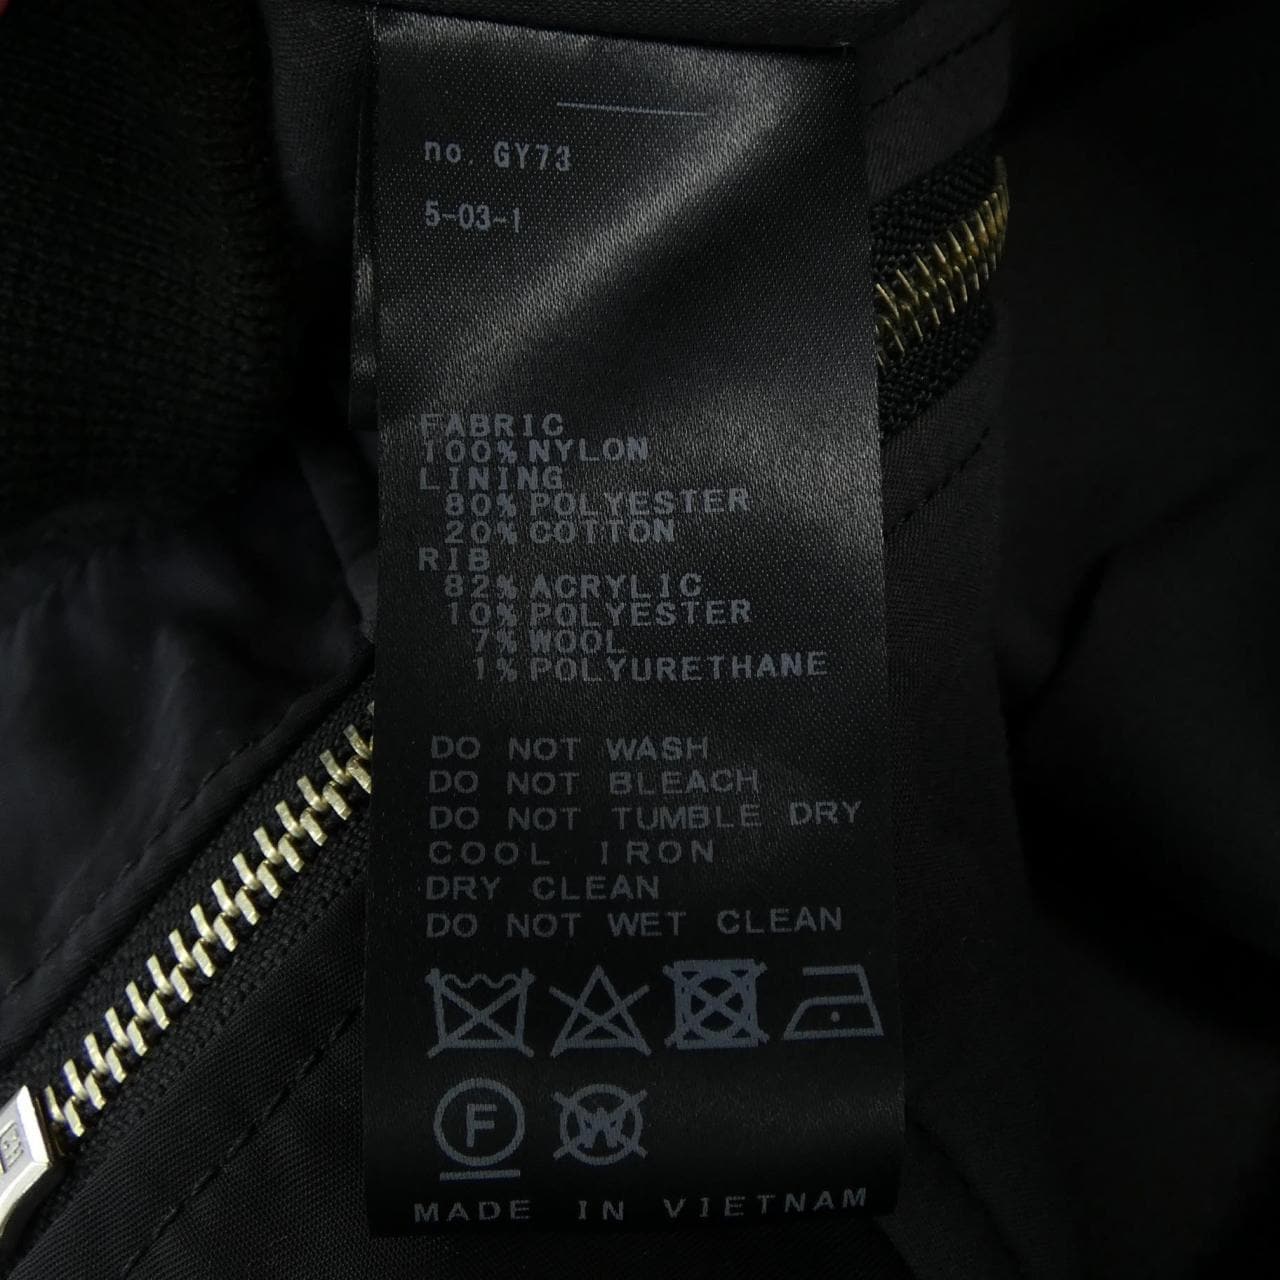 no. GY73
5-03-1
FABRIC
100% NYLON
LINING
80% POLYESTER
20% COTTON
RIB
82% ACRYLIC
10% POLYESTER
7% WOOL
1% POLYURETHANE
DO NOT WASH
DO NOT BLEACH
DO NOT TUMBLE DRY
COOL IRON
DRY CLEAN
DO NOT WET CLEAN
F W
MADE IN VIETNAM